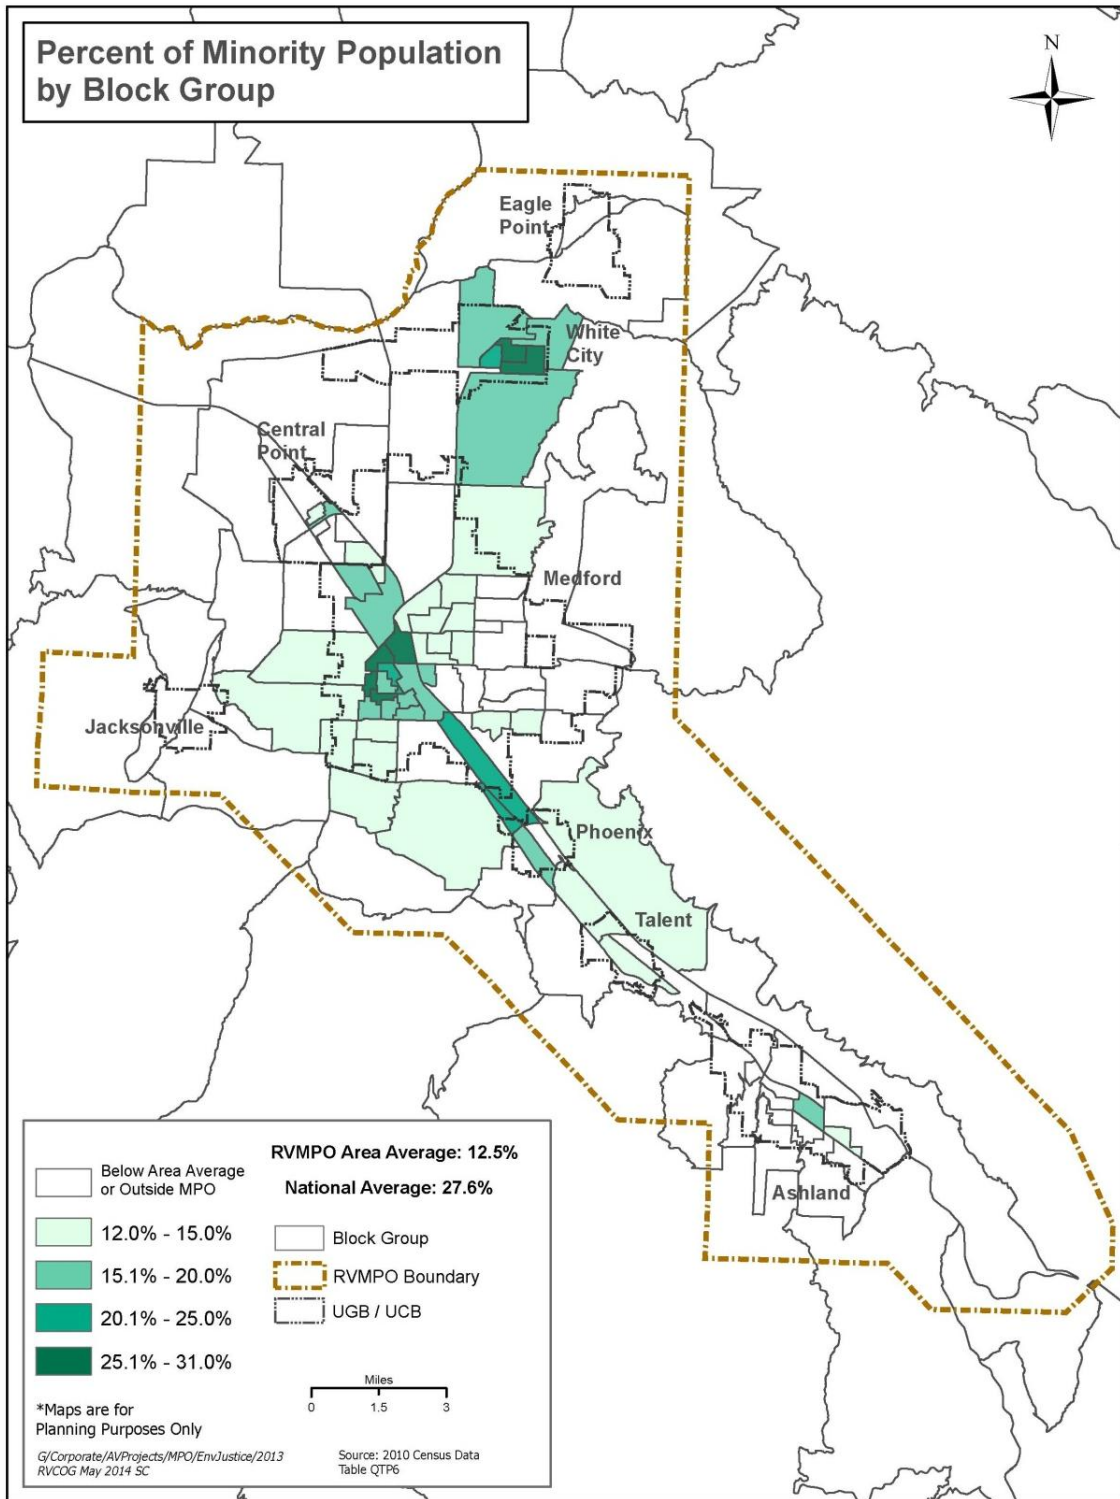 Percent of Minority Population
by Block Group
N
Eagle
Point
White
City
Central
Point
Medford
Jacksonville
Phoenix
Talent
Ashland
RVMPO Area Average: 12.5%
National Average: 27.6%
Below Area Average
or Outside MPO
12.0% - 15.0%
15.1% - 20.0%
20.1% - 25.0%
25.1% - 31.0%
Block Group
RVMPO Boundary
UGB / UCB
Miles
0 1.5 3
*Maps are for
Planning Purposes Only
G/Corporate/AVProjects/MPO/EnvJustice/2013
RVCOG May 2014 SC
Source: 2010 Census Data
Table QTP6